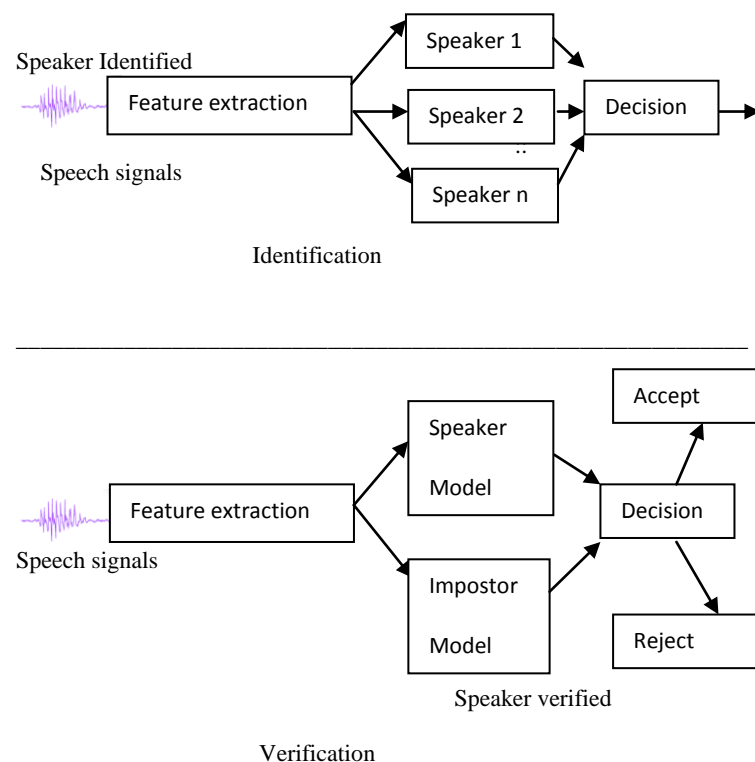 Speaker 1
Speaker Identified
Feature extraction
Speaker 2
Decision
..
Speech signals
Speaker n
Identification
Accept
Speaker
Model
Feature extraction
Decision
Speech signals
Impostor
Model
Reject
Speaker verified
Verification